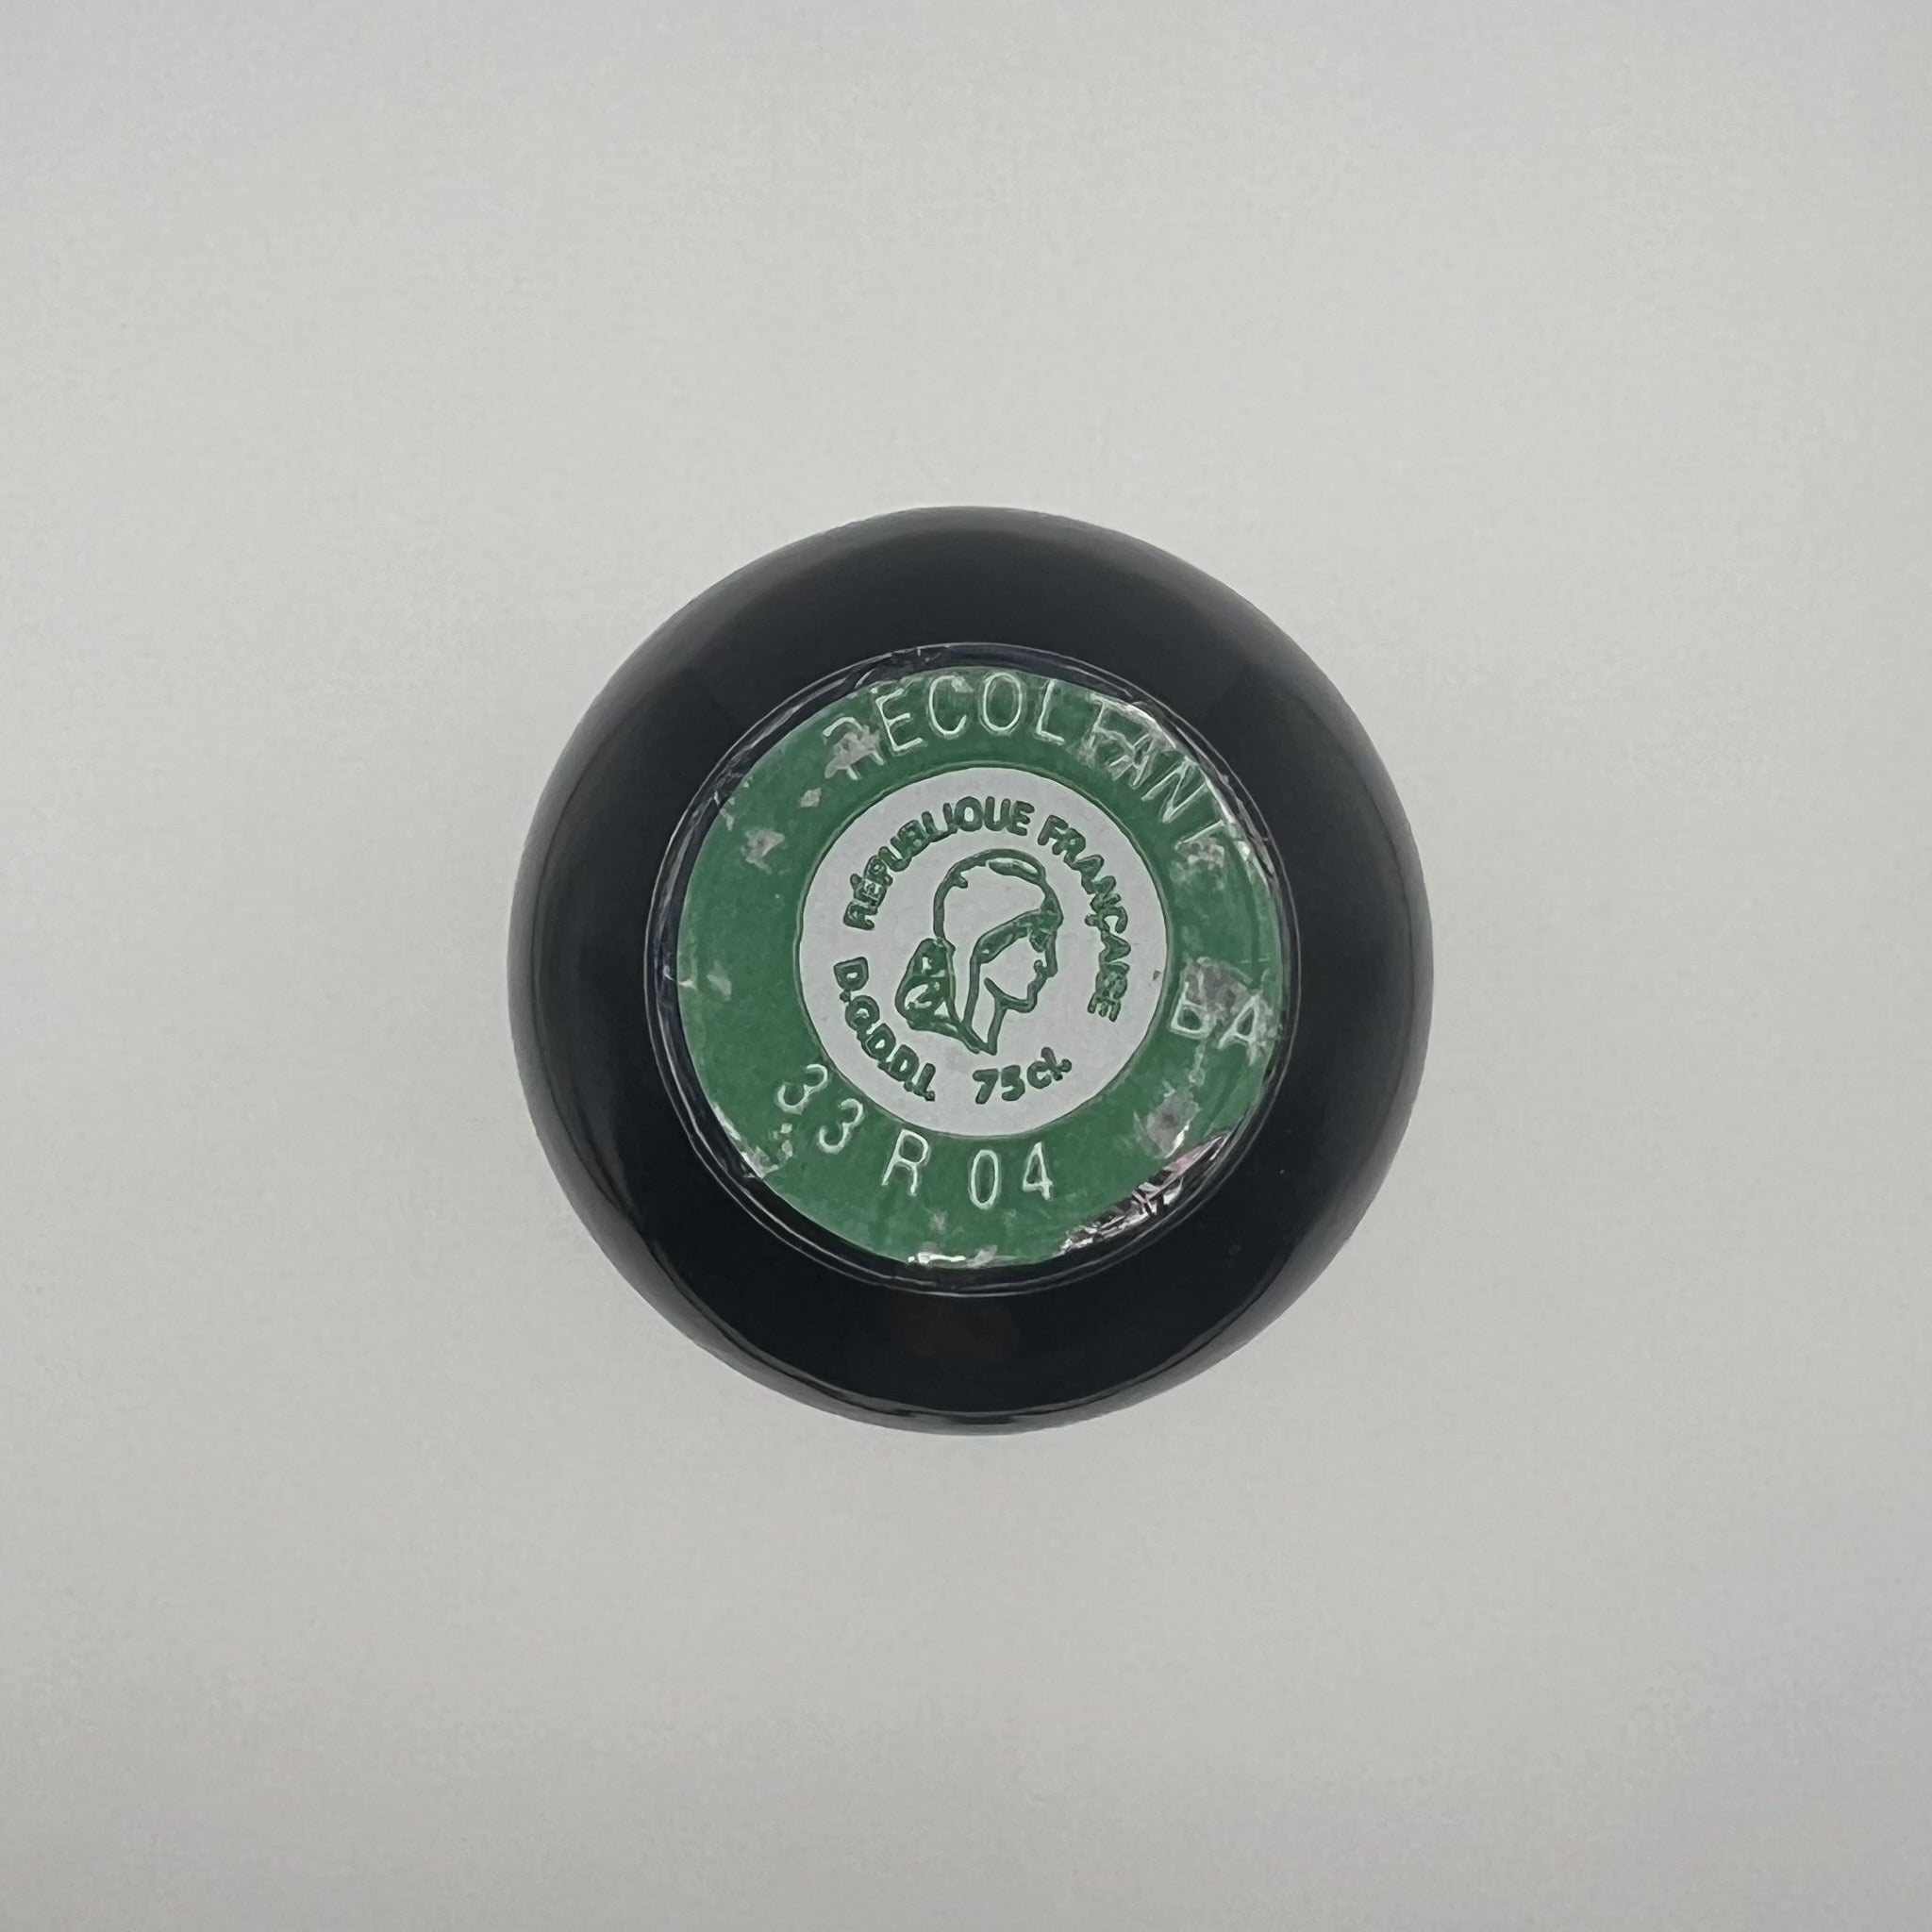 RECOLTANT
BA
33 R 04
RÉPUBLIQUE FRANÇAISE
D.G.D.D.I. 75cl.